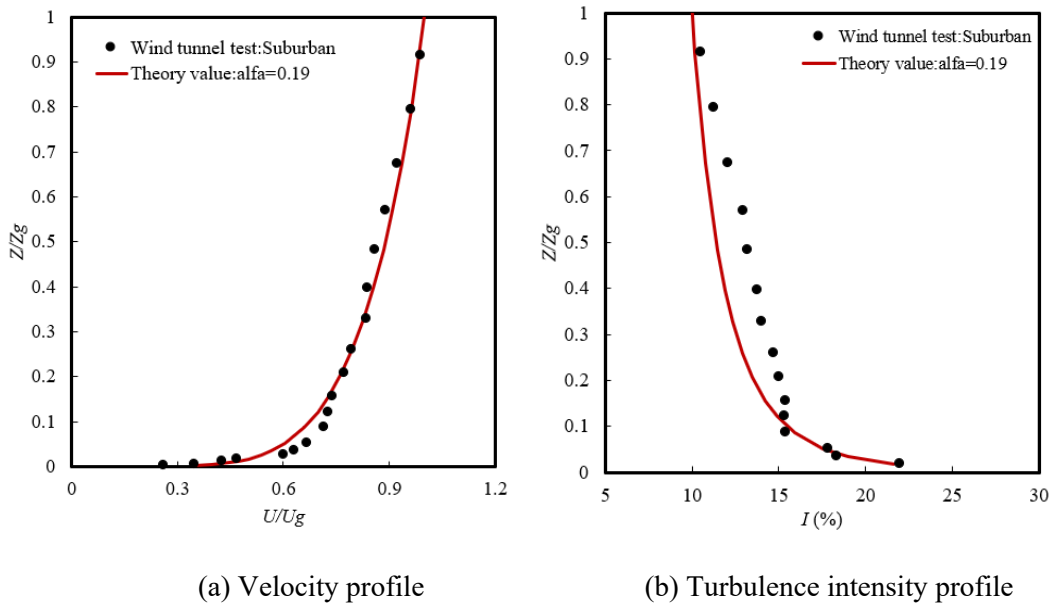 1
0.9
0.8
0.7
0.6
0.5
0.4
0.3
0.2
0.1
0
Z/Zg
Wind tunnel test:Suburban
Theory value:alfa=0.19
0 0.3 0.6 0.9 1.2
U/Ug
(a) Velocity profile
1
0.9
0.8
0.7
0.6
0.5
0.4
0.3
0.2
0.1
0
Z/Zg
Wind tunnel test:Suburban
Theory value:alfa=0.19
5 10 15 20 25 30
I (%)
(b) Turbulence intensity profile